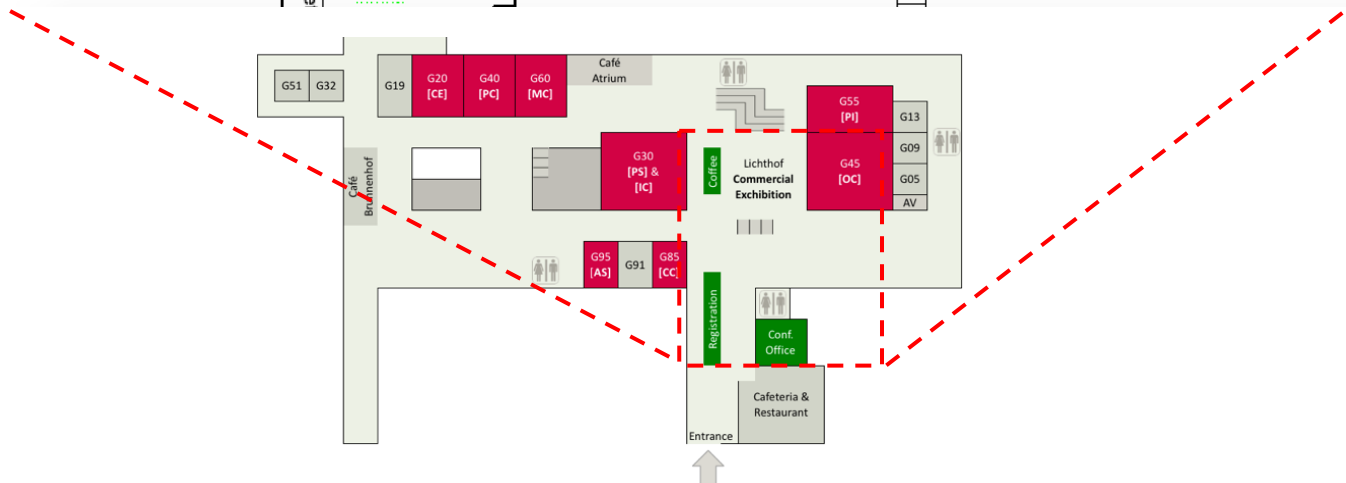 Café
Atrium
G51
G32
G19
G20
[CE]
G40
[PC]
G60
[MC]
G55
[PI]
G13
G30
[PS] &
[IC]
Coffee
Lichthof
Commercial
Exchibition
G45
[OC]
G09
G05
AV
Café
Brunnenhof
G95
[AS]
G91
G85
[CC]
Registration
Conf.
Office
Cafeteria &
Restaurant
Entrance